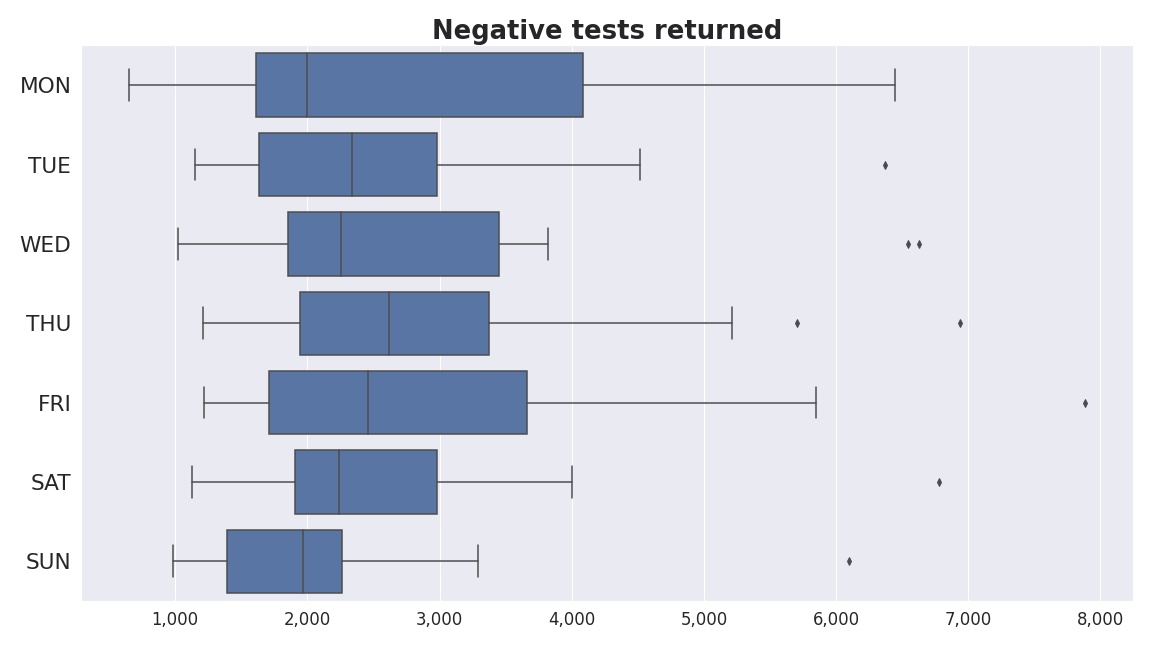 Negative tests returned
MON
TUE
WED
THU
FRI
SAT
SUN
1,000 2,000 3,000 4,000 5,000 6,000 7,000 8,000